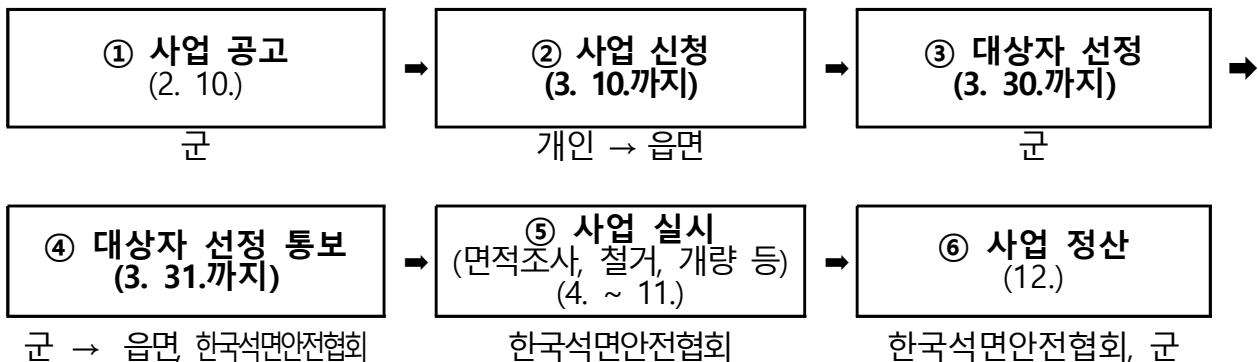 ① 사업 공고
(2. 10.)
➡
② 사업 신청
(3. 10.까지)
➡
③ 대상자 선정
(3. 30.까지)
➡
군
개인 → 읍면
군
④ 대상자 선정 통보
(3. 31.까지)
➡
⑤ 사업 실시
(면적조사, 철거, 개량 등)
(4. ~ 11.)
➡
⑥ 사업 정산
(12.)
군 → 읍면, 한국석면안전협회
한국석면안전협회
한국석면안전협회, 군